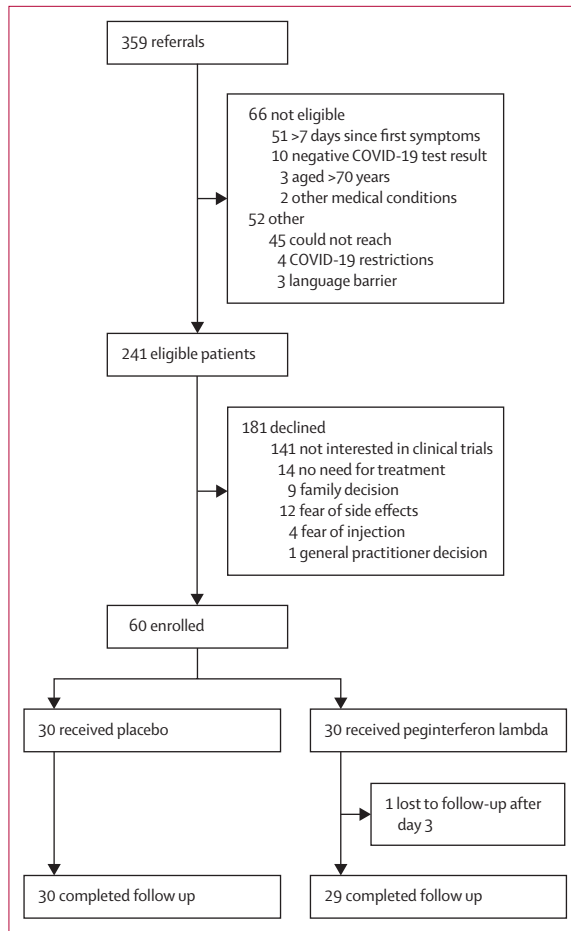 359 referrals
66 not eligible
51 >7 days since first symptoms
10 negative COVID-19 test result
3 aged >70 years
2 other medical conditions
52 other
45 could not reach
4 COVID-19 restrictions
3 language barrier
241 eligible patients
181 declined
141 not interested in clinical trials
14 no need for treatment
9 family decision
12 fear of side effects
4 fear of injection
1 general practitioner decision
60 enrolled
30 received placebo
30 received peginterferon lambda
1 lost to follow-up after
day 3
30 completed follow up
29 completed follow up